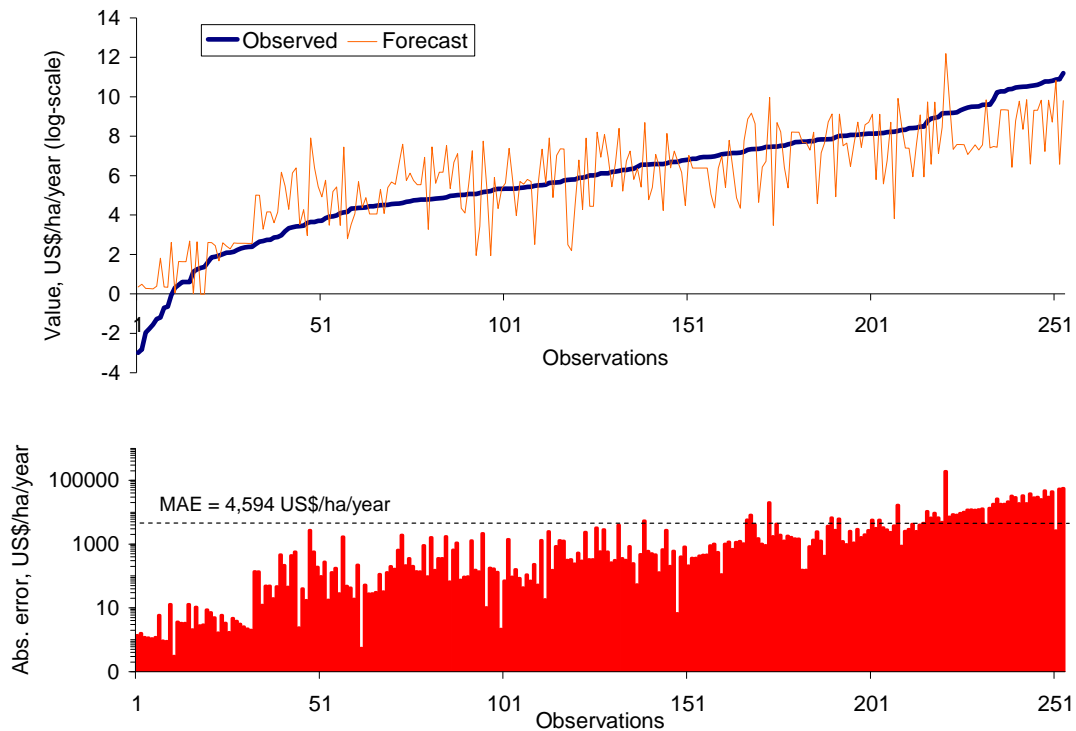 Value, US$/ha/year (log-scale)
14
12
10
8
6
4
2
0
-2
-4
Observed Forecast
1 51 101 151 201 251
Observations
Abs. error, US$/ha/year
100000
1000
10
0
MAE = 4,594 US$/ha/year
1 51 101 151 201 251
Observations